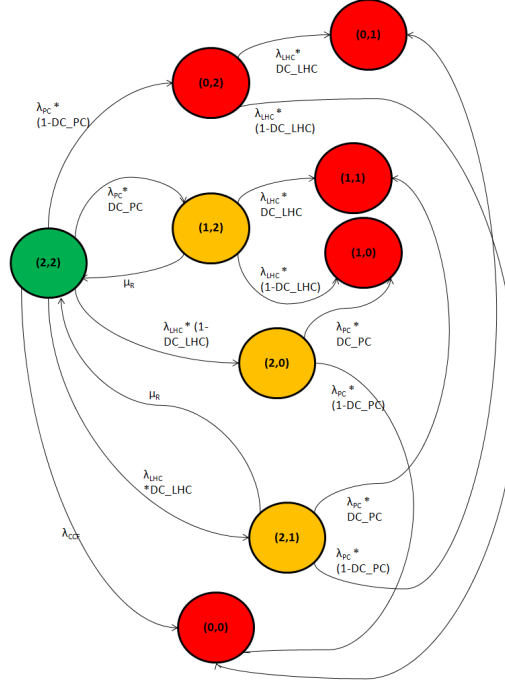 (0,1)
λLHC*
DC_LHC
(0,2)
λPC *
(1-DC_PC)
λLHC*
(1-DC_LHC)
(1,1)
λPC*
DC_PC
λLHC*
DC_LHC
(1,2)
(1,0)
(2,2)
λLHC*
(1-DC_LHC)
μR
λLHC* (1-
DC_LHC)
λPC*
DC_PC
(2,0)
λPC*
(1-DC_PC)
μR
λLHC
*DC_LHC
λPC*
DC_PC
λCCF
(2,1)
λPC*
(1-DC_PC)
(0,0)